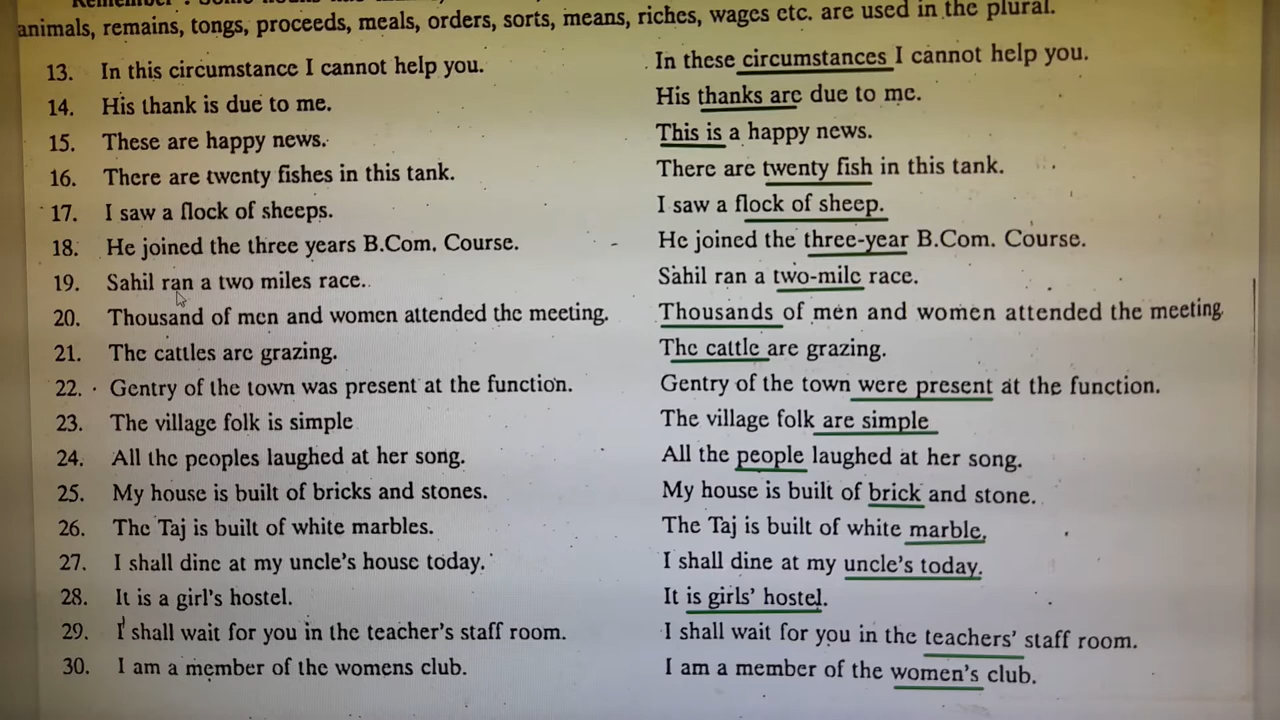 animals, remains, tongs, proceeds, meals, orders, sorts, means, riches, wages etc. are used in the plural.
13. In this circumstance I cannot help you. In these circumstances I cannot help you.
14. His thank is due to me. His thanks are due to me.
15. These are happy news. This is a happy news.
16. There are twenty fishes in this tank. There are twenty fish in this tank.
17. I saw a flock of sheeps. I saw a flock of sheep.
18. He joined the three years B.Com. Course. He joined the three-year B.Com. Course.
19. Sahil ran a two miles race. Sahil ran a two-mile race.
20. Thousand of men and women attended the meeting. Thousands of men and women attended the meeting
21. The cattles are grazing. The cattle are grazing.
22. Gentry of the town was present at the function. Gentry of the town were present at the function.
23. The village folk is simple The village folk are simple
24. All the peoples laughed at her song. All the people laughed at her song.
25. My house is built of bricks and stones. My house is built of brick and stone.
26. The Taj is built of white marbles. The Taj is built of white marble.
27. I shall dine at my uncle's house today. I shall dine at my uncle's today.
28. It is a girl's hostel. It is girls' hostel.
29. I shall wait for you in the teacher's staff room. I shall wait for you in the teachers' staff room.
30. I am a member of the womens club. I am a member of the women's club.